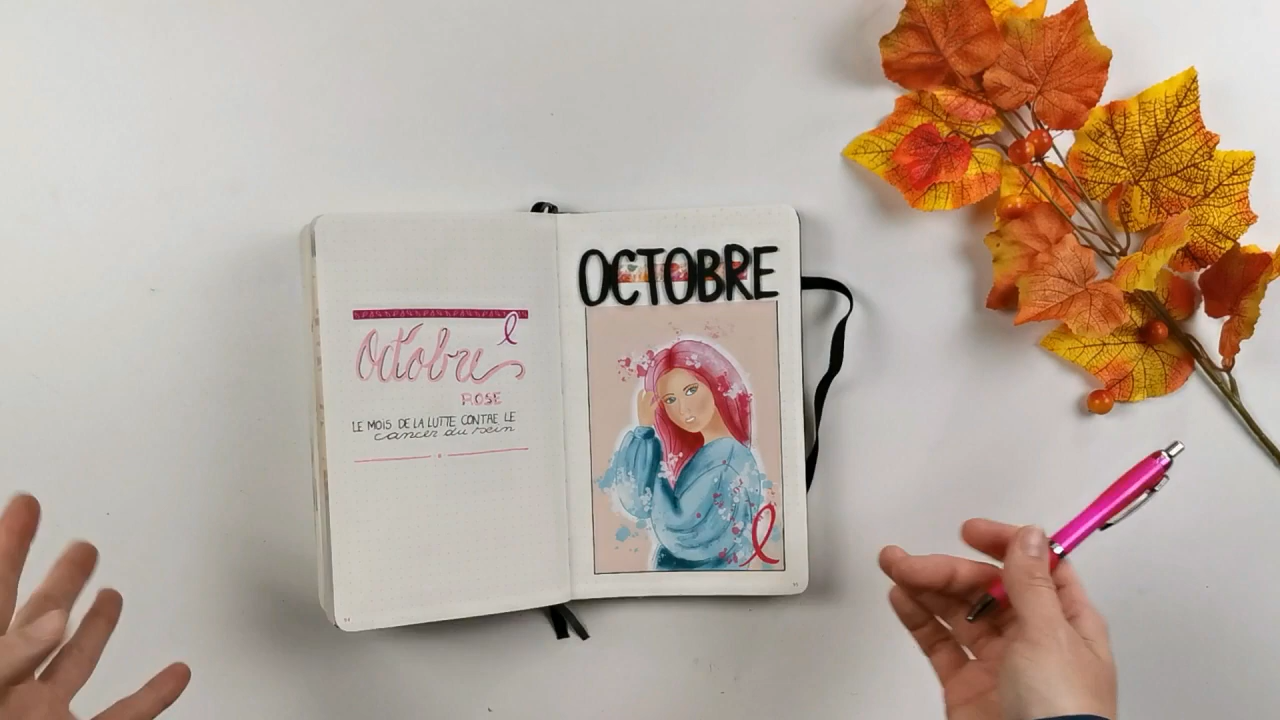 Octobre
ROSE
LE MOIS DE LA LUTTE CONTRE LE
cancer du sein
OCTOBRE